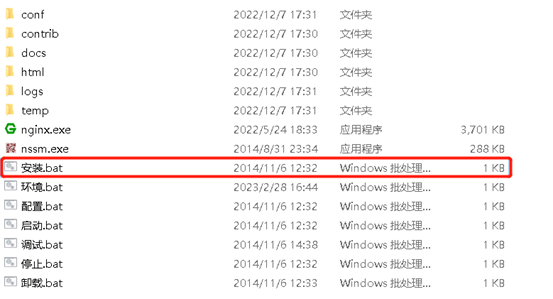 conf 2022/12/7 17:31 文件夹
contrib 2022/12/7 17:30 文件夹
docs 2022/12/7 17:30 文件夹
html 2022/12/7 17:30 文件夹
logs 2022/12/7 17:31 文件夹
temp 2022/12/7 17:31 文件夹
nginx.exe 2022/5/24 18:33 应用程序 3,701 KB
nssm.exe 2014/8/31 23:34 应用程序 288 KB
安装.bat 2014/11/6 12:32 Windows 批处理... 1 KB
环境.bat 2023/2/28 16:44 Windows 批处理... 1 KB
配置.bat 2014/11/6 12:32 Windows 批处理... 1 KB
启动.bat 2014/11/6 12:32 Windows 批处理... 1 KB
调试.bat 2014/11/6 14:38 Windows 批处理... 1 KB
停止.bat 2014/11/6 12:32 Windows 批处理... 1 KB
卸载.bat 2014/11/6 12:33 Windows 批处理... 1 KB